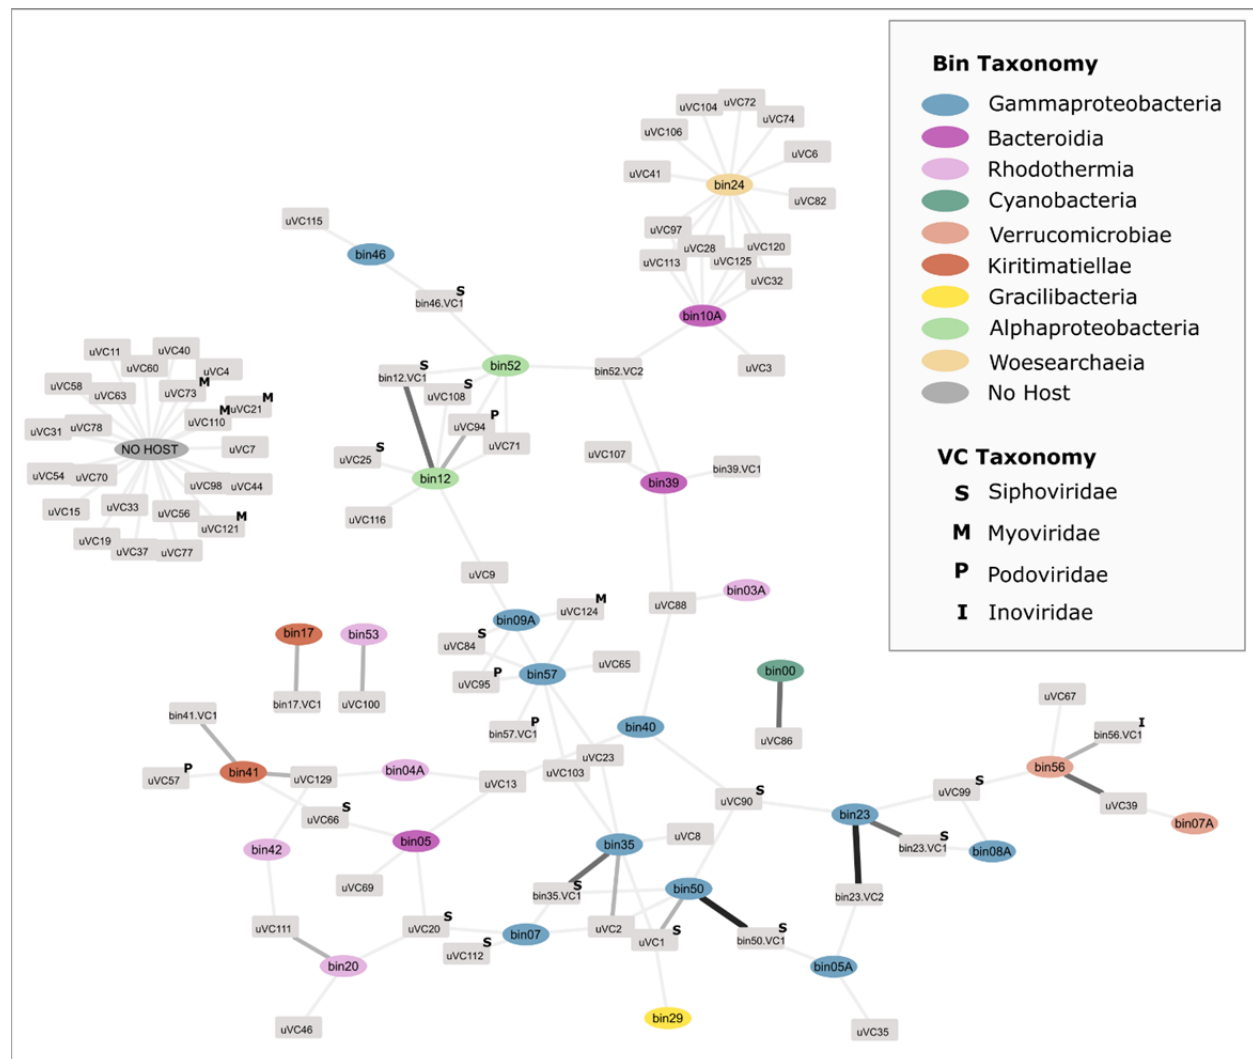 Bin Taxonomy
Gammaproteobacteria
Bacteroidia
Rhodothermia
Cyanobacteria
Verrucomicrobiae
Kiritimatiellae
Gracilibacteria
Alphaproteobacteria
Woesearchaeia
No Host
VC Taxonomy
S Siphoviridae
M Myoviridae
P Podoviridae
I Inoviridae
uVC104
uVC72
uVC74
uVC106
uVC6
uVC41
bin24
uVC82
uVC97
uVC28
uVC120
uVC113
uVC125
uVC32
bin10A
uVC3
uVC115
bin46
bin46.VC1 S
bin52
bin52.VC2
bin12.VC1 S
uVC108 S
uVC94 P
uVC71
uVC25 S
bin12
uVC116
uVC11
uVC40
uVC60
uVC4
uVC58
uVC63
uVC73 M
uVC21 M
uVC110 M
uVC31
uVC78
NO HOST
uVC7
uVC54
uVC70
uVC98
uVC44
uVC15
uVC33
uVC56
uVC121 M
uVC19
uVC37
uVC77
uVC107
bin39
bin39.VC1
uVC9
uVC88
bin03A
bin09A
uVC124 M
uVC84 S
uVC95 P
bin57
uVC65
bin57.VC1 P
bin17
bin53
bin17.VC1
uVC100
bin00
uVC86
bin40
uVC23
uVC103
bin41.VC1
uVC57 P
bin41
uVC129
bin04A
uVC13
uVC66 S
bin42
bin05
uVC69
uVC90 S
bin23
uVC99 S
bin56
uVC67
bin56.VC1 I
uVC39
bin07A
bin23.VC1 S
bin08A
bin23.VC2
bin35
uVC8
bin35.VC1 S
bin50
uVC111
uVC20 S
uVC112 S
bin07
uVC2
uVC1 S
bin50.VC1 S
bin05A
bin20
uVC46
bin29
uVC35